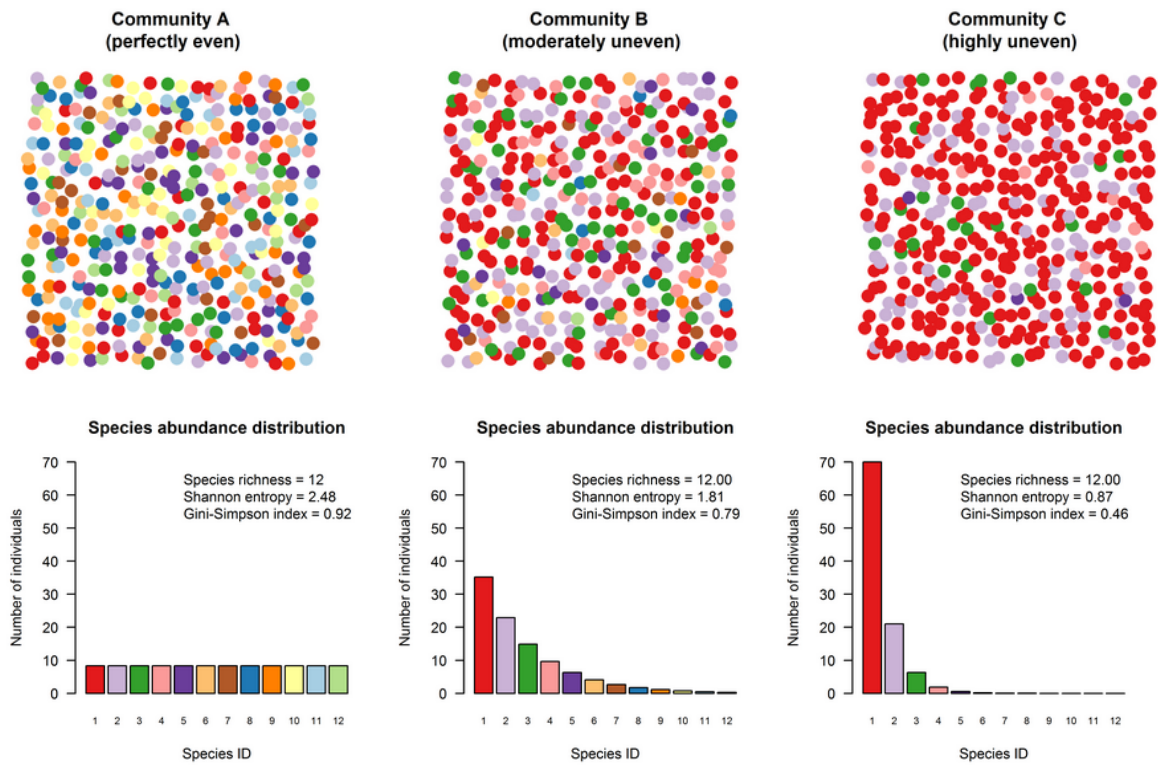 Community A
(perfectly even)
Community B
(moderately uneven)
Community C
(highly uneven)
Species abundance distribution
Species richness = 12
Shannon entropy = 2.48
Gini-Simpson index = 0.92
Number of individuals
70
60
50
40
30
20
10
0
1 2 3 4 5 6 7 8 9 10 11 12
Species ID
Species abundance distribution
Species richness = 12.00
Shannon entropy = 1.81
Gini-Simpson index = 0.79
Number of individuals
70
60
50
40
30
20
10
0
1 2 3 4 5 6 7 8 9 10 11 12
Species ID
Species abundance distribution
Species richness = 12.00
Shannon entropy = 0.87
Gini-Simpson index = 0.46
Number of individuals
70
60
50
40
30
20
10
0
1 2 3 4 5 6 7 8 9 10 11 12
Species ID